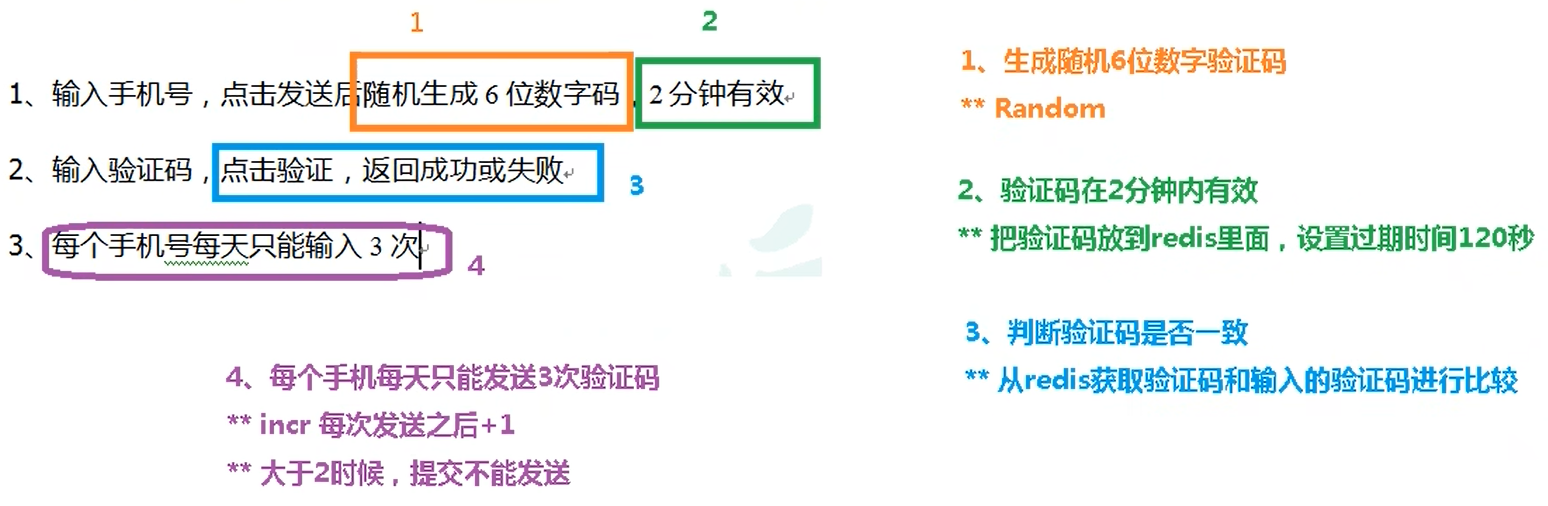 1
2
1、输入手机号，点击发送后随机生成 6 位数字码，2 分钟有效
2、输入验证码，点击验证，返回成功或失败
3
3、每个手机号每天只能输入 3 次
4
4、每个手机每天只能发送3次验证码
** incr 每次发送之后+1
** 大于2时候，提交不能发送
1、生成随机6位数字验证码
** Random
2、验证码在2分钟内有效
** 把验证码放到redis里面，设置过期时间120秒
3、判断验证码是否一致
** 从redis获取验证码和输入的验证码进行比较